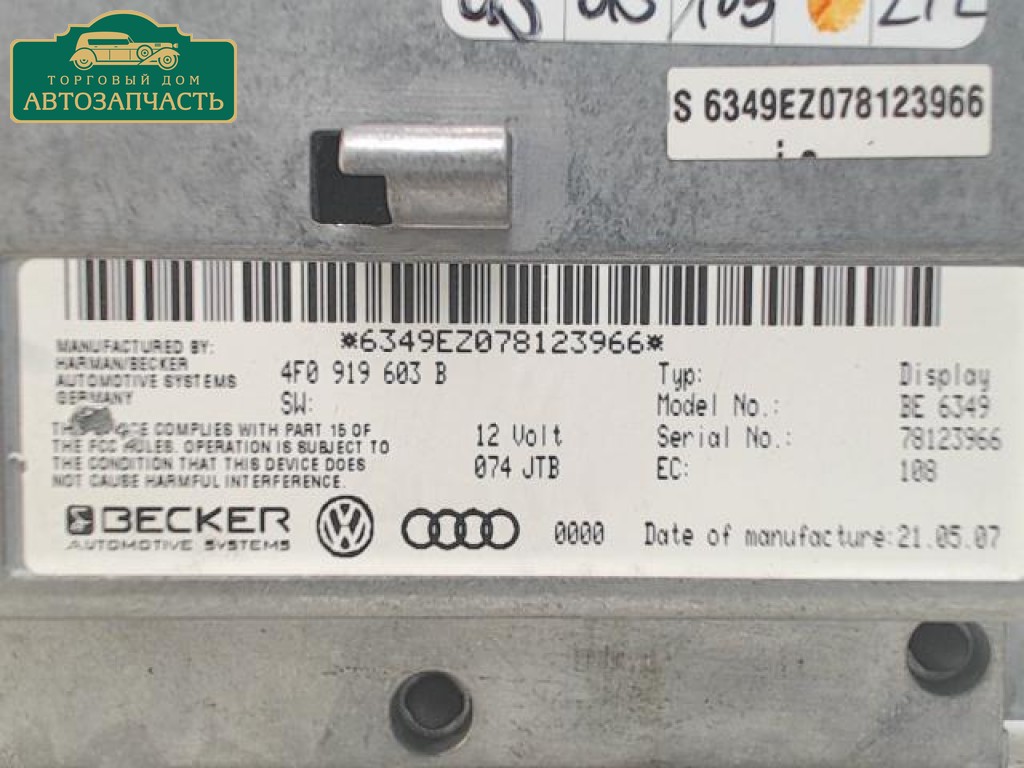 ТОРГОВЫЙ ДОМ
АВТОЗАПЧАСТЬ
S 6349EZ078123966
*6349EZ078123966*
MANUFACTURED BY:
HARMAN/BECKER
AUTOMOTIVE SYSTEMS
GERMANY
4F0 919 603 B
SW:
Typ: Display
Model No.: BE 6349
Serial No.: 78123966
EC: 108
COMPLIES WITH PART 15 OF
THE FCC RULES. OPERATION IS SUBJECT TO
THE CONDITION THAT THIS DEVICE DOES
NOT CAUSE HARMFUL INTERFERENCE.
12 Volt
074 JTB
BECKER
AUTOMOTIVE SYSTEMS
0000
Date of manufacture:21.05.07